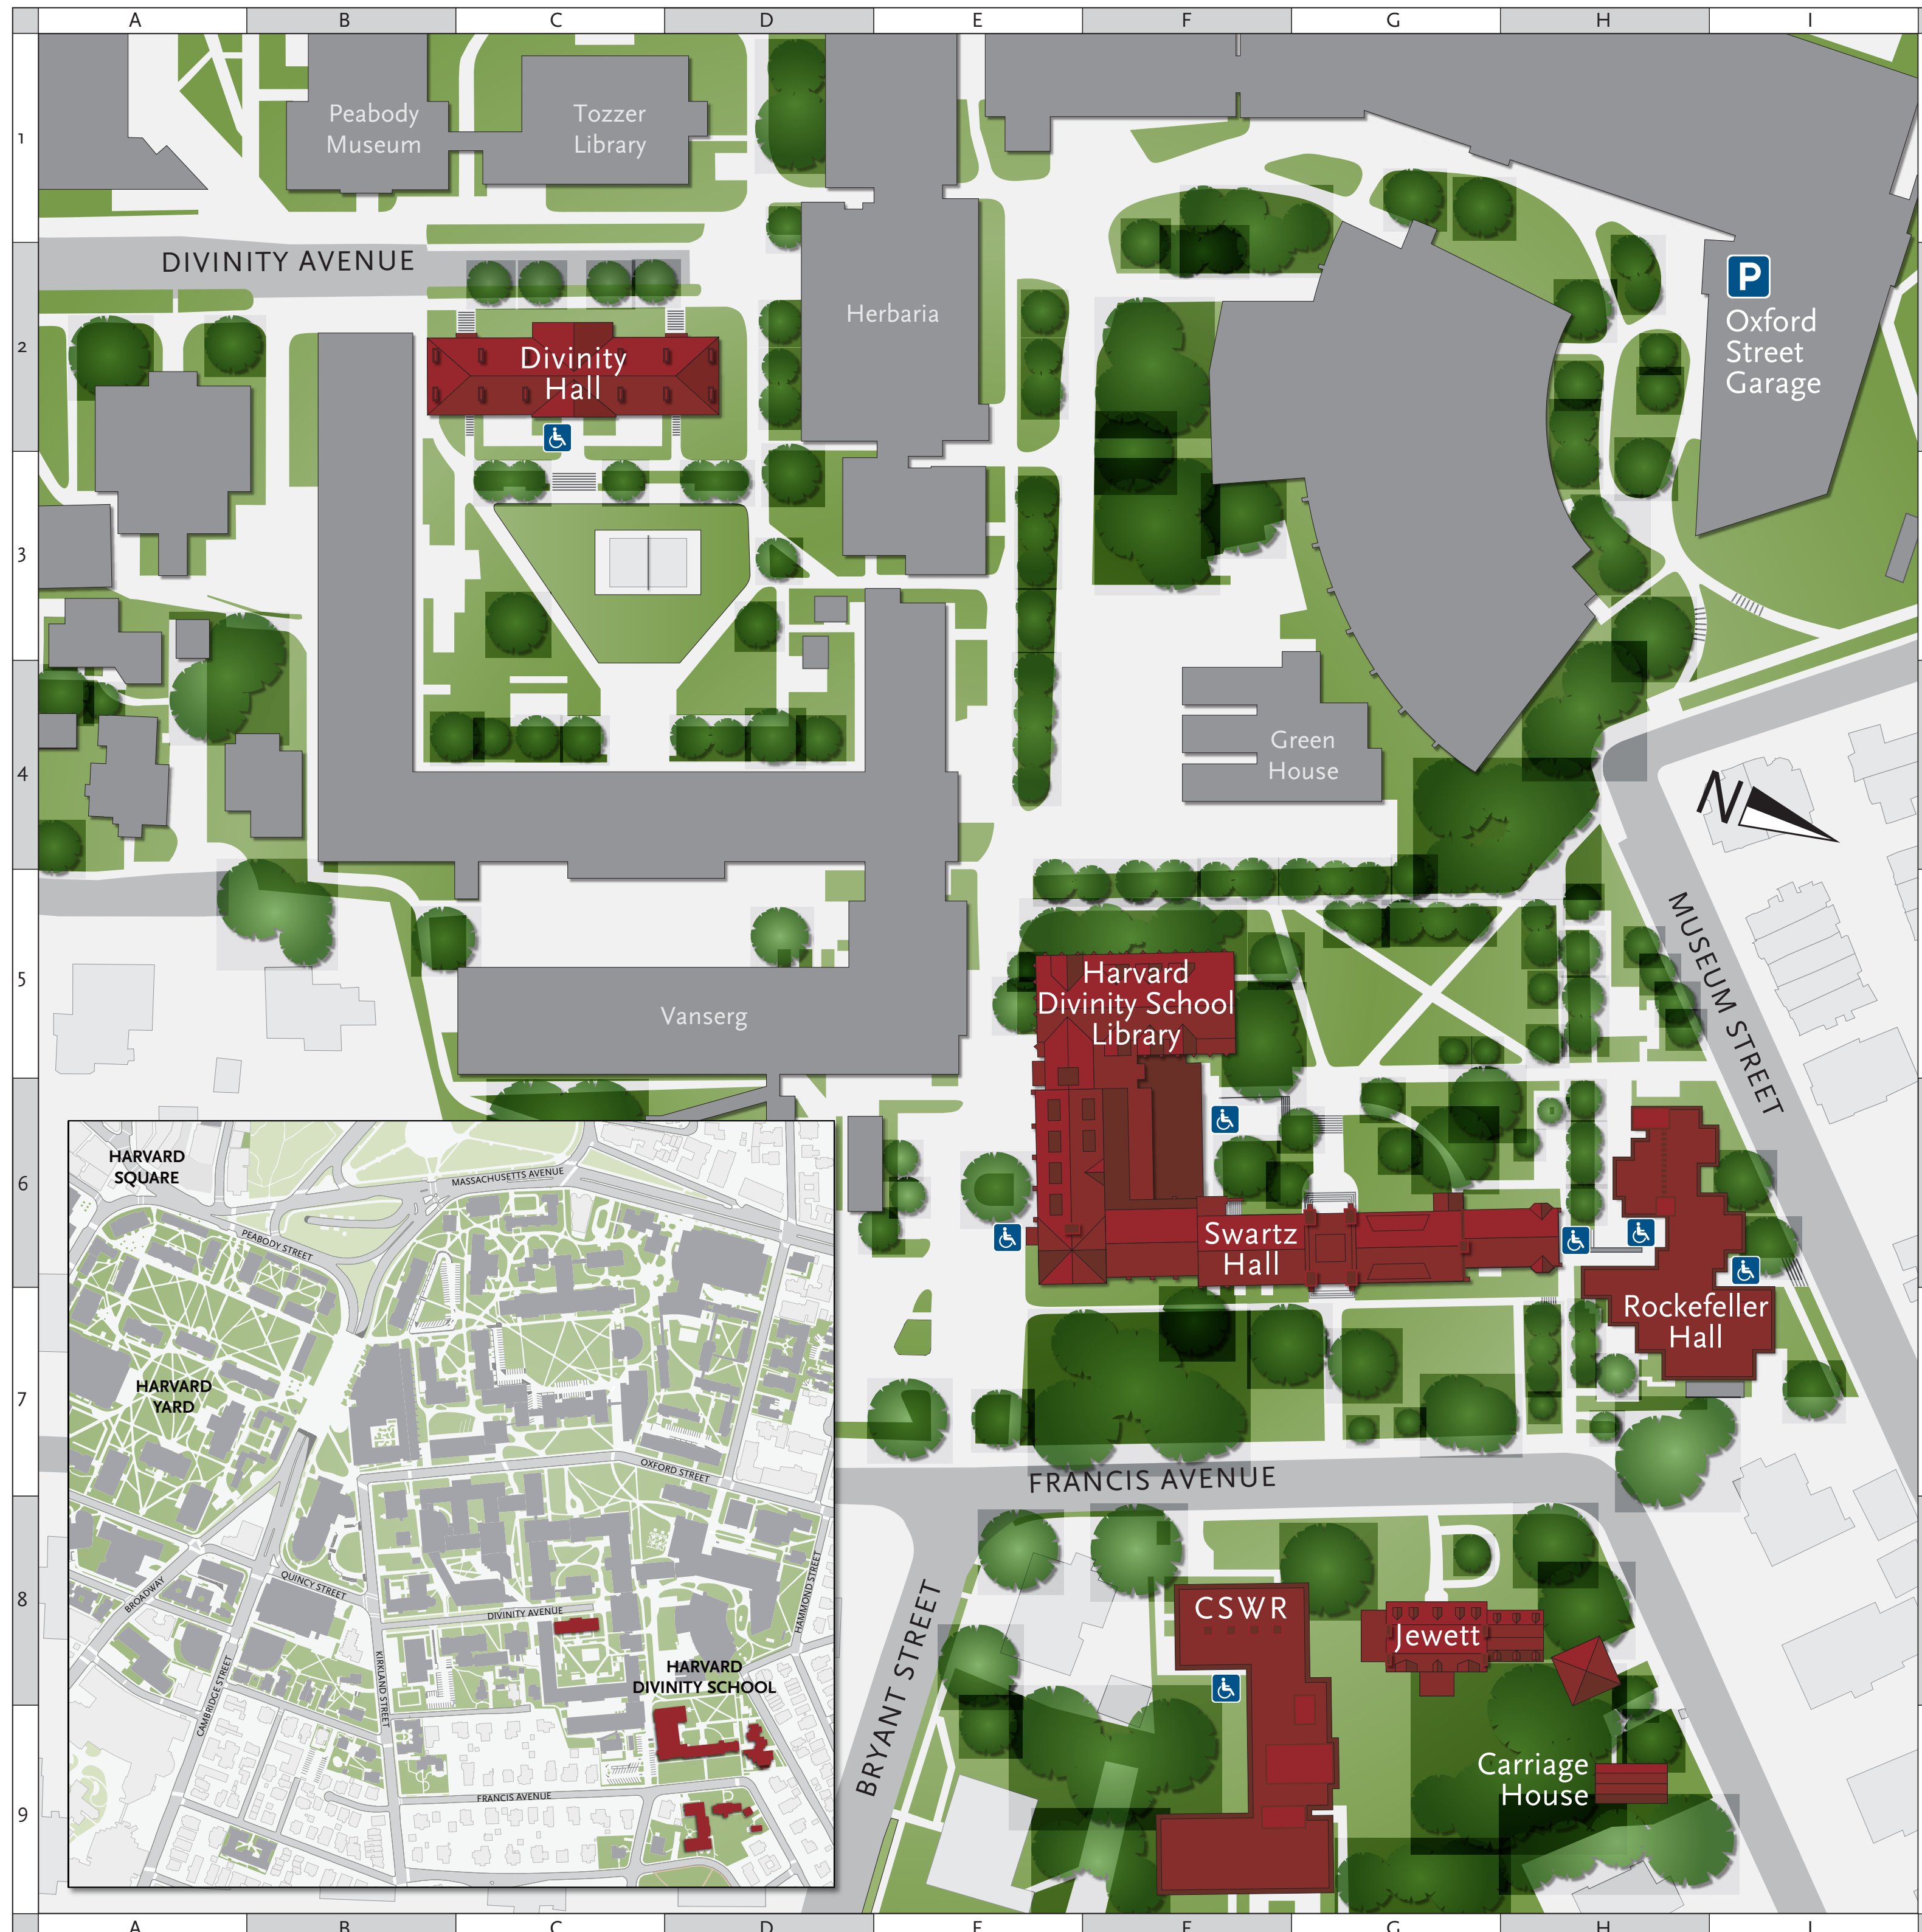 A B C D E F G H I
1
2
3
4
5
6
7
8
9
Peabody
Museum
Tozzer
Library
DIVINITY AVENUE
Divinity
Hall
Herbaria
P
Oxford
Street
Garage
Green
House
N
MUSEUM STREET
Vanserg
Harvard
Divinity School
Library
Swartz
Hall
Rockefeller
Hall
FRANCIS AVENUE
BRYANT STREET
CSWR
Jewett
Carriage
House
HARVARD
SQUARE
MASSACHUSETTS AVENUE
PEABODY STREET
HARVARD
YARD
OXFORD STREET
QUINCY STREET
BROADWAY
DIVINITY AVENUE
HAMMOND STREET
KIRKLAND STREET
CAMBRIDGE STREET
HARVARD
DIVINITY SCHOOL
FRANCIS AVENUE
A B C D E F G H I